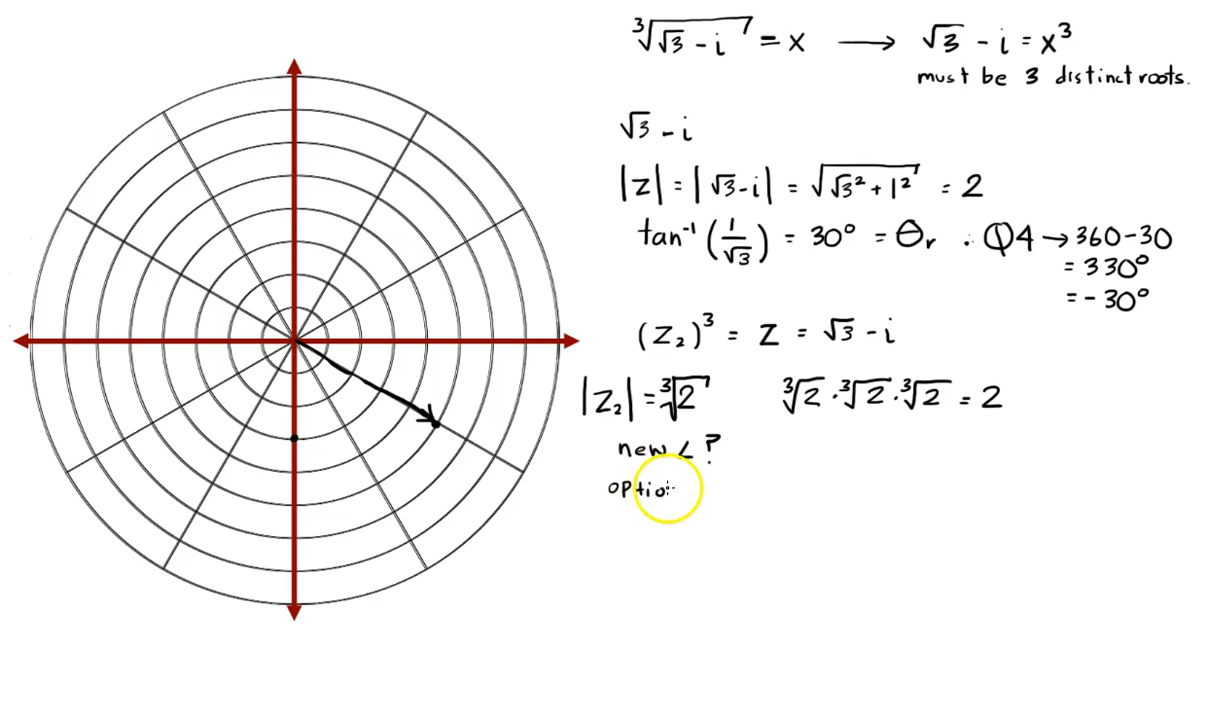 ∛(√3 - i) = x ⟶ √3 - i = x³
must be 3 distinct roots.
√3 - i
|z| = |√3-i| = √(√3² + 1²) = 2
tan⁻¹(1/√3) = 30° = θr ∴ Q4 → 360-30
= 330°
= -30°
(z₂)³ = z = √3 - i
|z₂| = ∛2 ∛2 · ∛2 · ∛2 = 2
new ∠ ?
optio